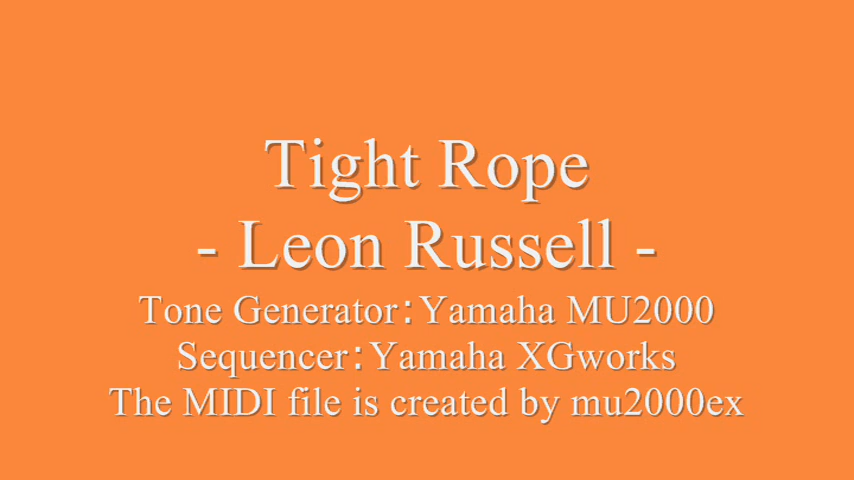 Tight Rope
- Leon Russell -
Tone Generator：Yamaha MU2000
Sequencer：Yamaha XGworks
The MIDI file is created by mu2000ex